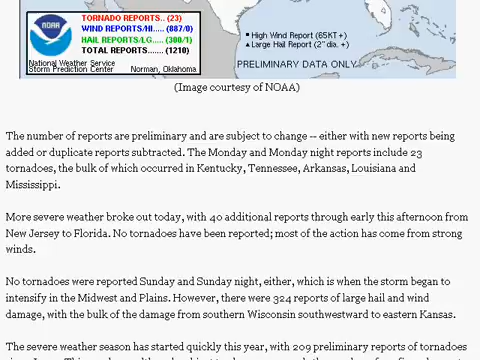 TORNADO REPORTS.. (23)
WIND REPORTS/HI..... (887/0)
HAIL REPORTS/LG..... (300/1)
TOTAL REPORTS..... (1210)
NOAA
National Weather Service
Storm Prediction Center Norman, Oklahoma
High Wind Report (65KT +)
Large Hail Report (2" dia. +)
PRELIMINARY DATA ONLY
(Image courtesy of NOAA)
The number of reports are preliminary and are subject to change -- either with new reports being
added or duplicate reports subtracted. The Monday and Monday night reports include 23
tornadoes, the bulk of which occurred in Kentucky, Tennessee, Arkansas, Louisiana and
Mississippi.
More severe weather broke out today, with 40 additional reports through early this afternoon from
New Jersey to Florida. No tornadoes have been reported; most of the action has come from strong
winds.
No tornadoes were reported Sunday and Sunday night, either, which is when the storm began to
intensify in the Midwest and Plains. However, there were 324 reports of large hail and wind
damage, with the bulk of the damage from southern Wisconsin southwestward to eastern Kansas.
The severe weather season has started quickly this year, with 209 preliminary reports of tornadoes